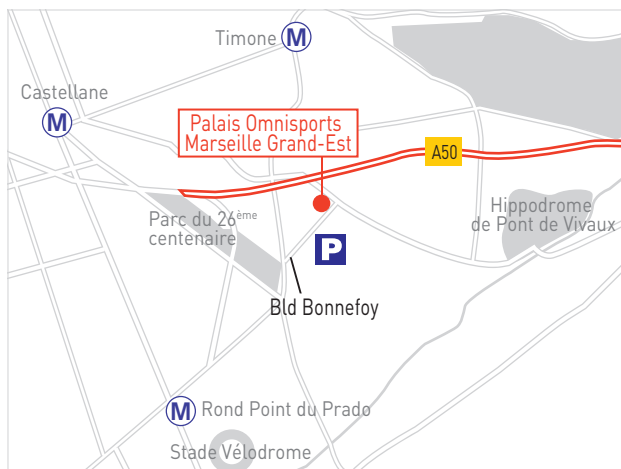 Timone M
Castellane
M
Palais Omnisports
Marseille Grand-Est
A50
Parc du 26ème
centenaire
Hippodrome
de Pont de Vivaux
P
Bld Bonnefoy
M Rond Point du Prado
Stade Vélodrome